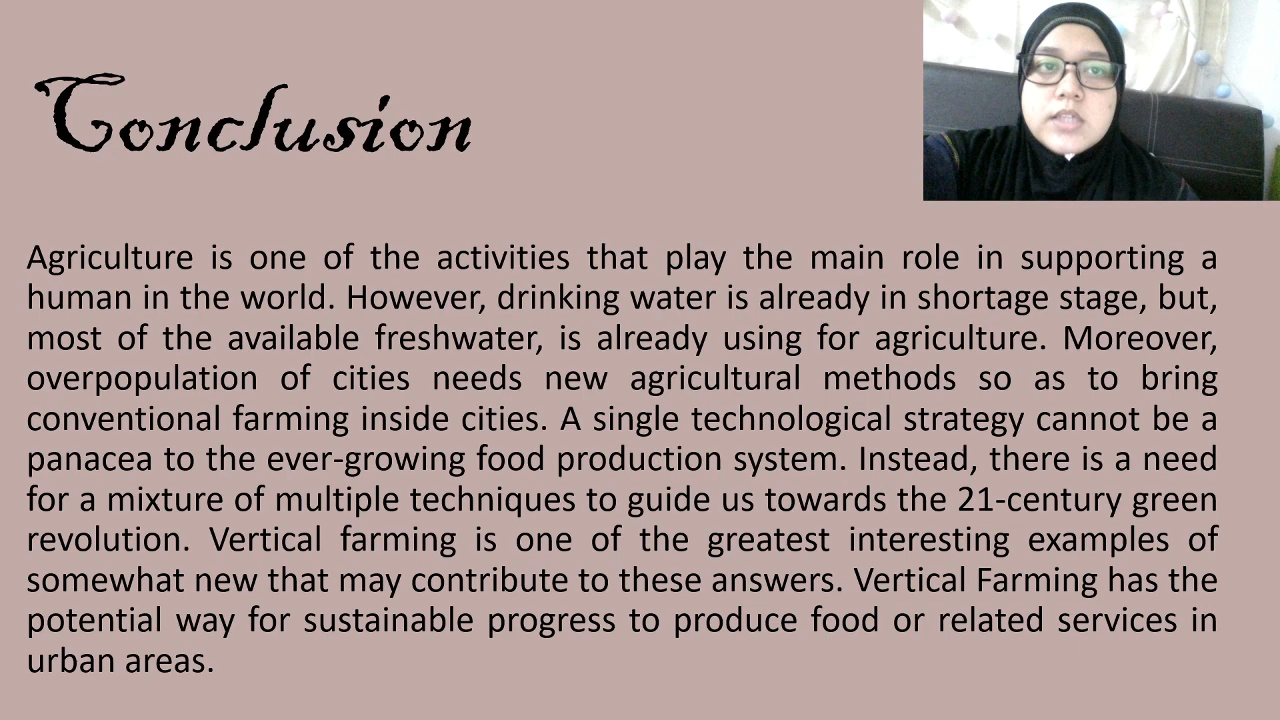 Conclusion
Agriculture is one of the activities that play the main role in supporting a
human in the world. However, drinking water is already in shortage stage, but,
most of the available freshwater, is already using for agriculture. Moreover,
overpopulation of cities needs new agricultural methods so as to bring
conventional farming inside cities. A single technological strategy cannot be a
panacea to the ever-growing food production system. Instead, there is a need
for a mixture of multiple techniques to guide us towards the 21-century green
revolution. Vertical farming is one of the greatest interesting examples of
somewhat new that may contribute to these answers. Vertical Farming has the
potential way for sustainable progress to produce food or related services in
urban areas.